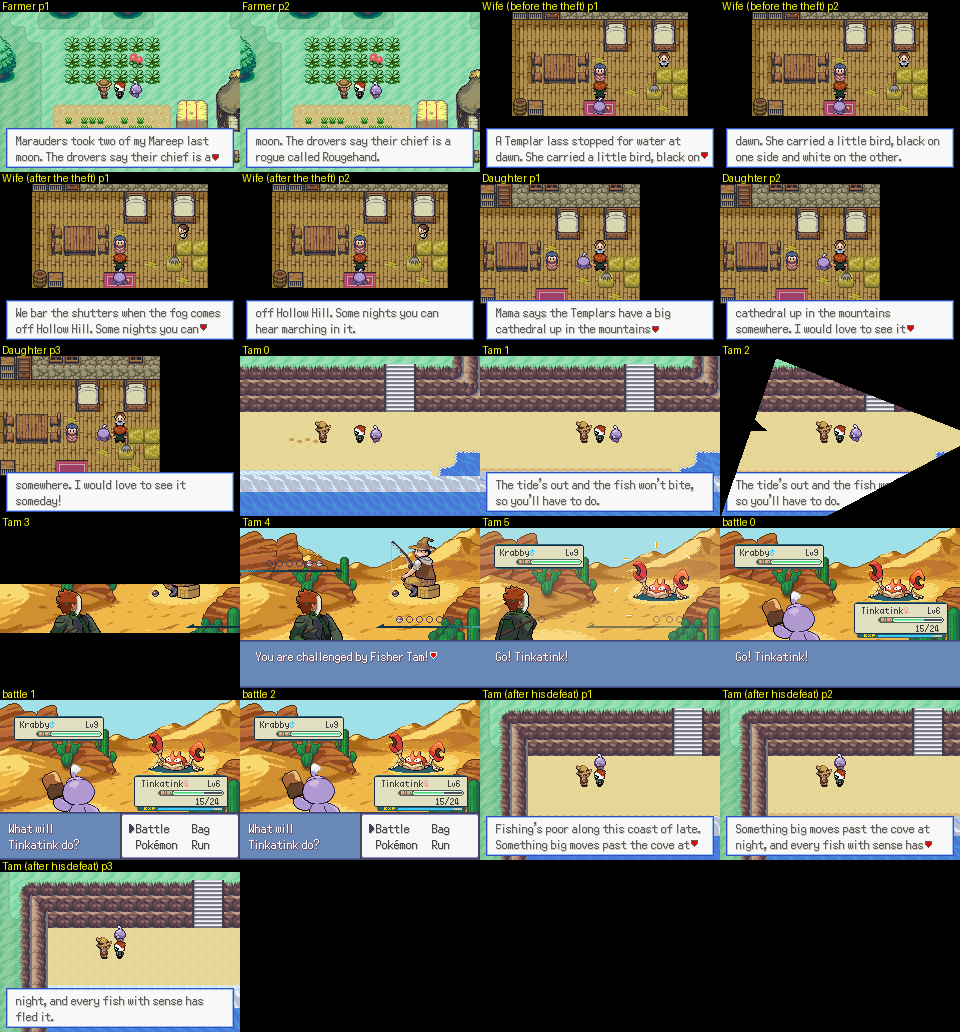 Farmer p1
Marauders took two of my Mareep last
moon. The drovers say their chief is a
Farmer p2
moon. The drovers say their chief is a
rogue called Rougehand.
Wife (before the theft) p1
A Templar lass stopped for water at
dawn. She carried a little bird, black on
Wife (before the theft) p2
dawn. She carried a little bird, black on
one side and white on the other.
Wife (after the theft) p1
We bar the shutters when the fog comes
off Hollow Hill. Some nights you can
Wife (after the theft) p2
off Hollow Hill. Some nights you can
hear marching in it.
Daughter p1
Mama says the Templars have a big
cathedral up in the mountains
Daughter p2
cathedral up in the mountains
somewhere. I would love to see it
Daughter p3
somewhere. I would love to see it
someday!
Tam 0
Tam 1
The tide's out and the fish won't bite,
so you'll have to do.
Tam 2
The tide's out and the fish w
so you'll have to do.
Tam 3
Tam 4
You are challenged by Fisher Tam!
Tam 5
Krabby♂ Lv9
Go! Tinkatink!
battle 0
Krabby♂ Lv9
Tinkatink♀ Lv6
15/24
EXP
Go! Tinkatink!
battle 1
Krabby♂ Lv9
Tinkatink♀ Lv6
15/24
EXP
What will
Tinkatink do?
Battle Bag
Pokémon Run
battle 2
Krabby♂ Lv9
Tinkatink♀ Lv6
15/24
EXP
What will
Tinkatink do?
Battle Bag
Pokémon Run
Tam (after his defeat) p1
Fishing's poor along this coast of late.
Something big moves past the cove at
Tam (after his defeat) p2
Something big moves past the cove at
night, and every fish with sense has
Tam (after his defeat) p3
night, and every fish with sense has
fled it.